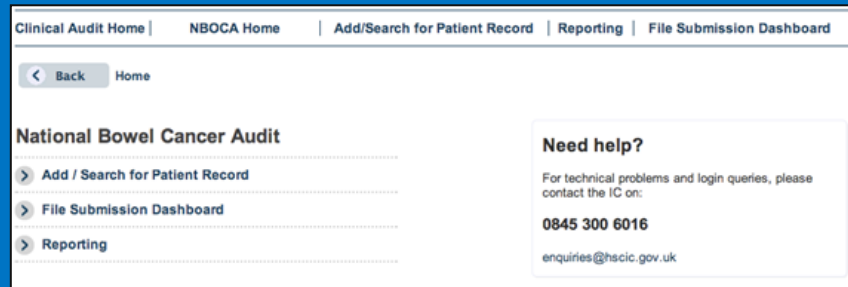 Clinical Audit Home | NBOCA Home | Add/Search for Patient Record | Reporting | File Submission Dashboard
Back Home
National Bowel Cancer Audit
Add / Search for Patient Record
File Submission Dashboard
Reporting
Need help?
For technical problems and login queries, please
contact the IC on:
0845 300 6016
enquiries@hscic.gov.uk